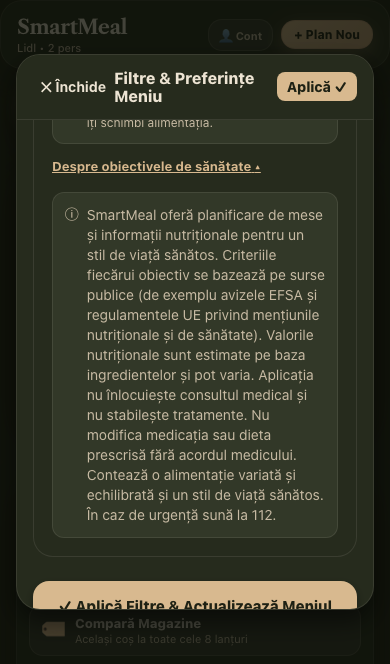 SmartMeal
Lidl • 2 pers
Cont
+ Plan Nou
✕ Închide
Filtre & Preferințe
Meniu
Aplică ✓
îți schimbi alimentația.
Despre obiectivele de sănătate ▴
ⓘ SmartMeal oferă planificare de mese
și informații nutriționale pentru un
stil de viață sănătos. Criteriile
fiecărui obiectiv se bazează pe surse
publice (de exemplu avizele EFSA și
regulamentele UE privind mențiunile
nutriționale și de sănătate). Valorile
nutriționale sunt estimate pe baza
ingredientelor și pot varia. Aplicația
nu înlocuiește consultul medical și
nu stabilește tratamente. Nu
modifica medicația sau dieta
prescrisă fără acordul medicului.
Contează o alimentație variată și
echilibrată și un stil de viață sănătos.
În caz de urgență sună la 112.
✓ Aplică Filtre & Actualizează Meniul
Compară Magazine
Același coș la toate cele 8 lanțuri